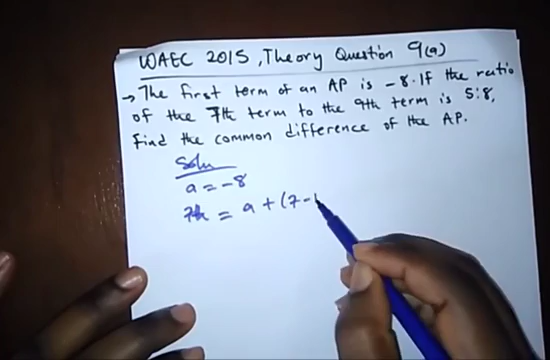 WAEC 2015, Theory Question 9(a)
→ The first term of an AP is -8. If the ratio
of the 7th term to the 9th term is 5:8,
find the common difference of the AP.
Soln
a = -8
7th = a + (7-1